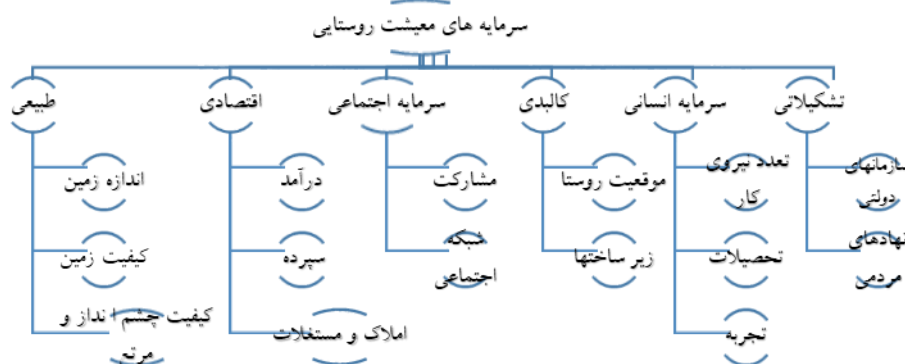 سرمایه های معیشت روستایی
تشکیلاتی
سرمایه انسانی
کالبدی
سرمایه اجتماعی
اقتصادی
طبیعی
سازمانهای
دولتی
نهادهای
مردمی
تعدد نیروی
کار
تحصیلات
تجربه
موقعیت روستا
زیر ساختها
مشارکت
شبکه
اجتماعی
درآمد
سپرده
املاک و مستغلات
اندازه زمین
کیفیت زمین
کیفیت چشم انداز و
مرتع